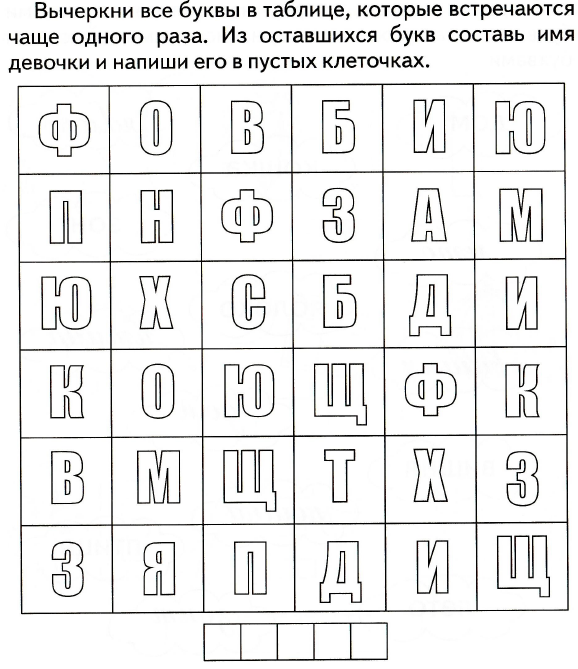 Вычеркни все буквы в таблице, которые встречаются
чаще одного раза. Из оставшихся букв составь имя
девочки и напиши его в пустых клеточках.
Ф О В Б И Ю
П Н Ф З А М
Ю Х С Б Д И
К О Ю Щ Ф К
В М Щ Т Х З
З Я П Д И Щ